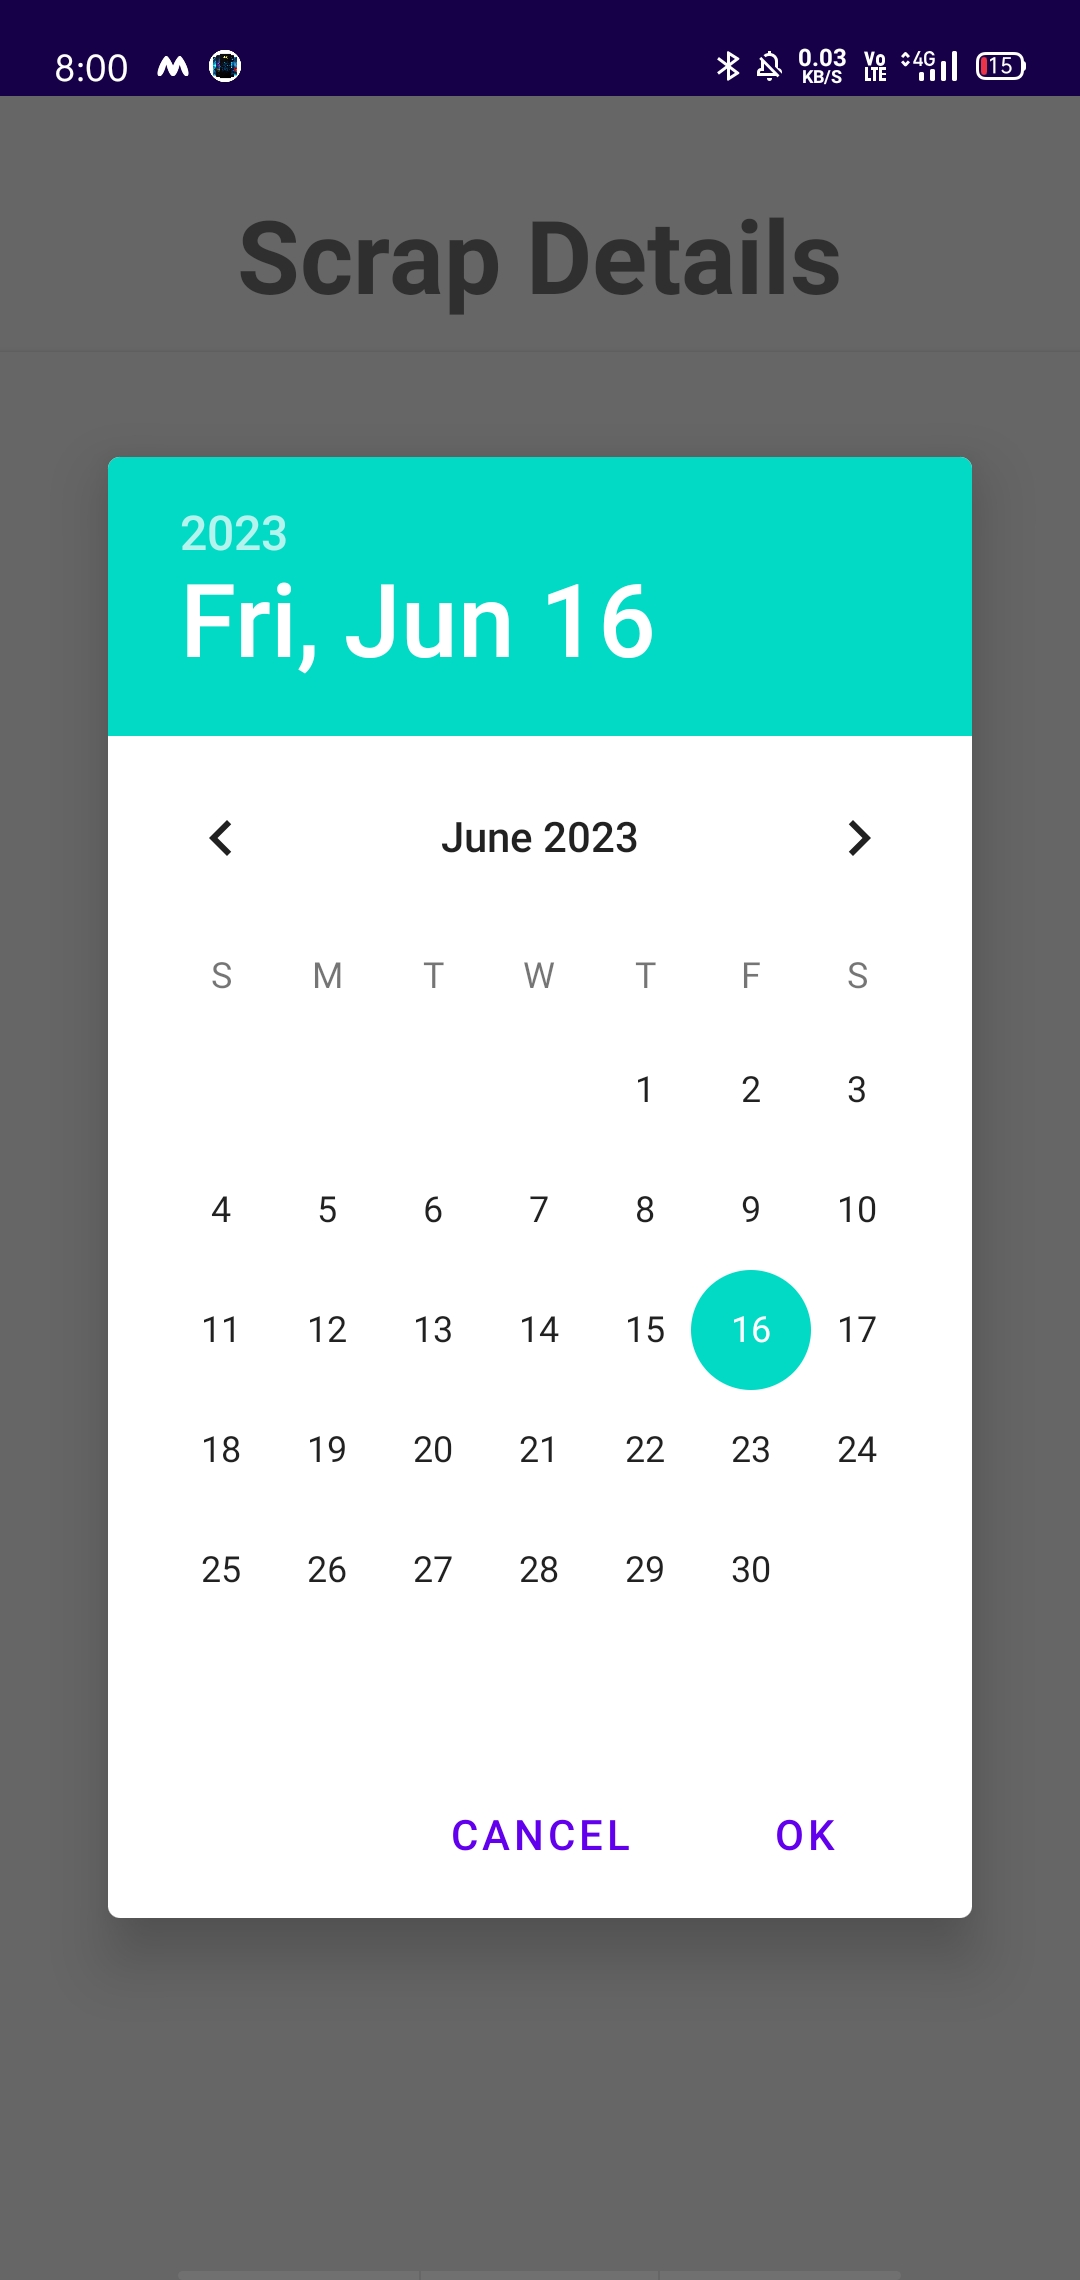 8:00 0.03 KB/S Vo LTE 4G 15
Scrap Details
2023
Fri, Jun 16
June 2023
S M T W T F S
1 2 3
4 5 6 7 8 9 10
11 12 13 14 15 16 17
18 19 20 21 22 23 24
25 26 27 28 29 30
CANCEL OK